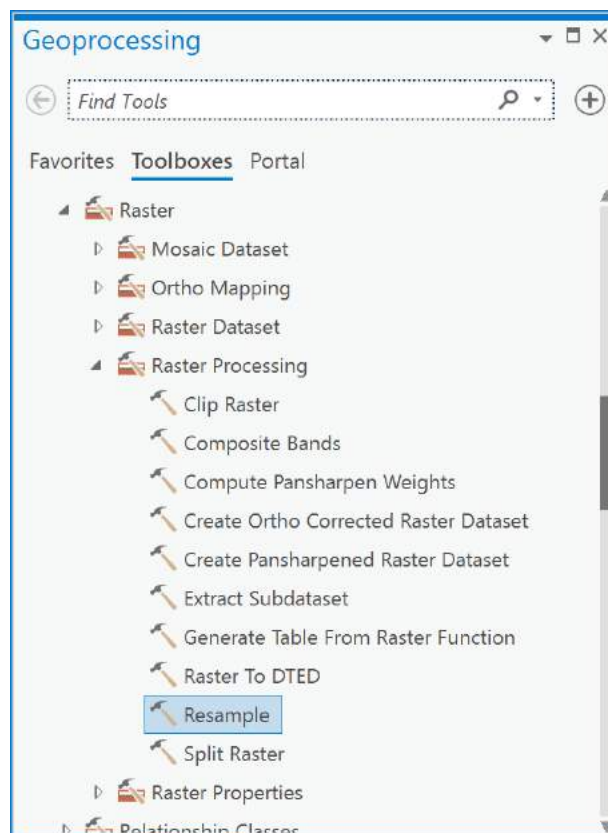 Geoprocessing
Find Tools
Favorites Toolboxes Portal
Raster
Mosaic Dataset
Ortho Mapping
Raster Dataset
Raster Processing
Clip Raster
Composite Bands
Compute Pansharpen Weights
Create Ortho Corrected Raster Dataset
Create Pansharpened Raster Dataset
Extract Subdataset
Generate Table From Raster Function
Raster To DTED
Resample
Split Raster
Raster Properties
Relationship Classes